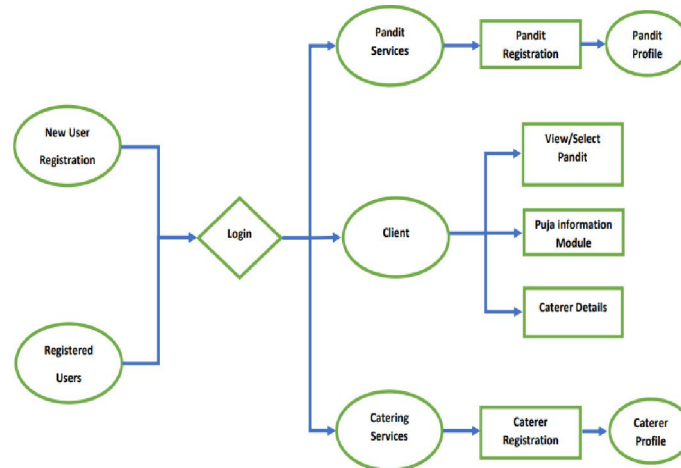 Pandit
Services
Pandit
Registration
Pandit
Profile
New User
Registration
View/Select
Pandit
Login
Client
Puja information
Module
Caterer Details
Registered
Users
Catering
Services
Caterer
Registration
Caterer
Profile